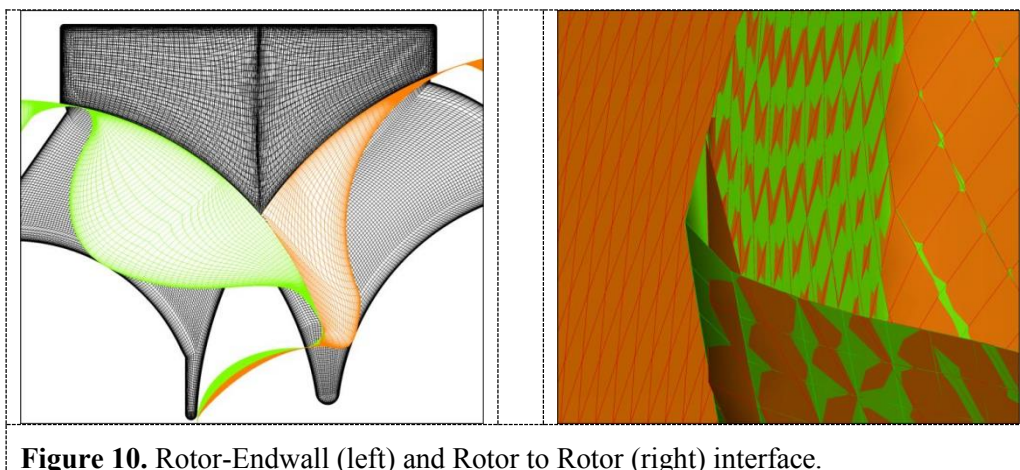 Figure 10. Rotor-Endwall (left) and Rotor to Rotor (right) interface.